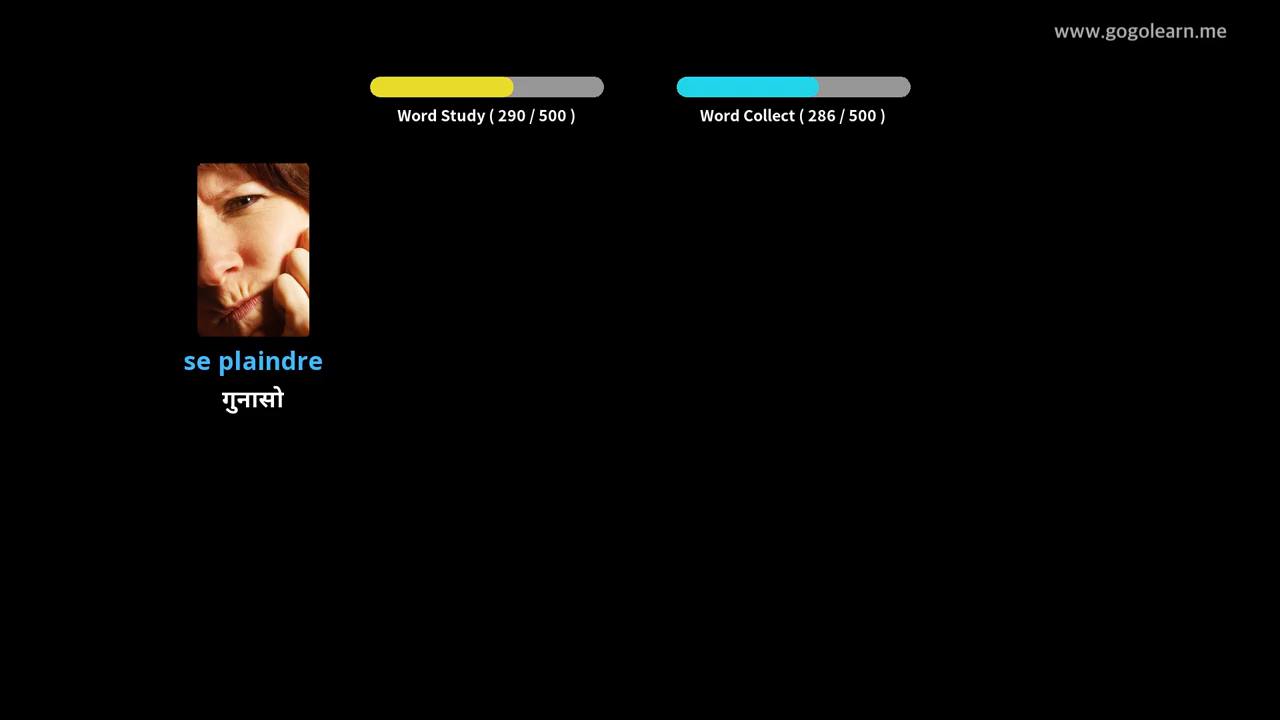 www.gogolearn.me
Word Study ( 290 / 500 )
Word Collect ( 286 / 500 )
se plaindre
गुनासो